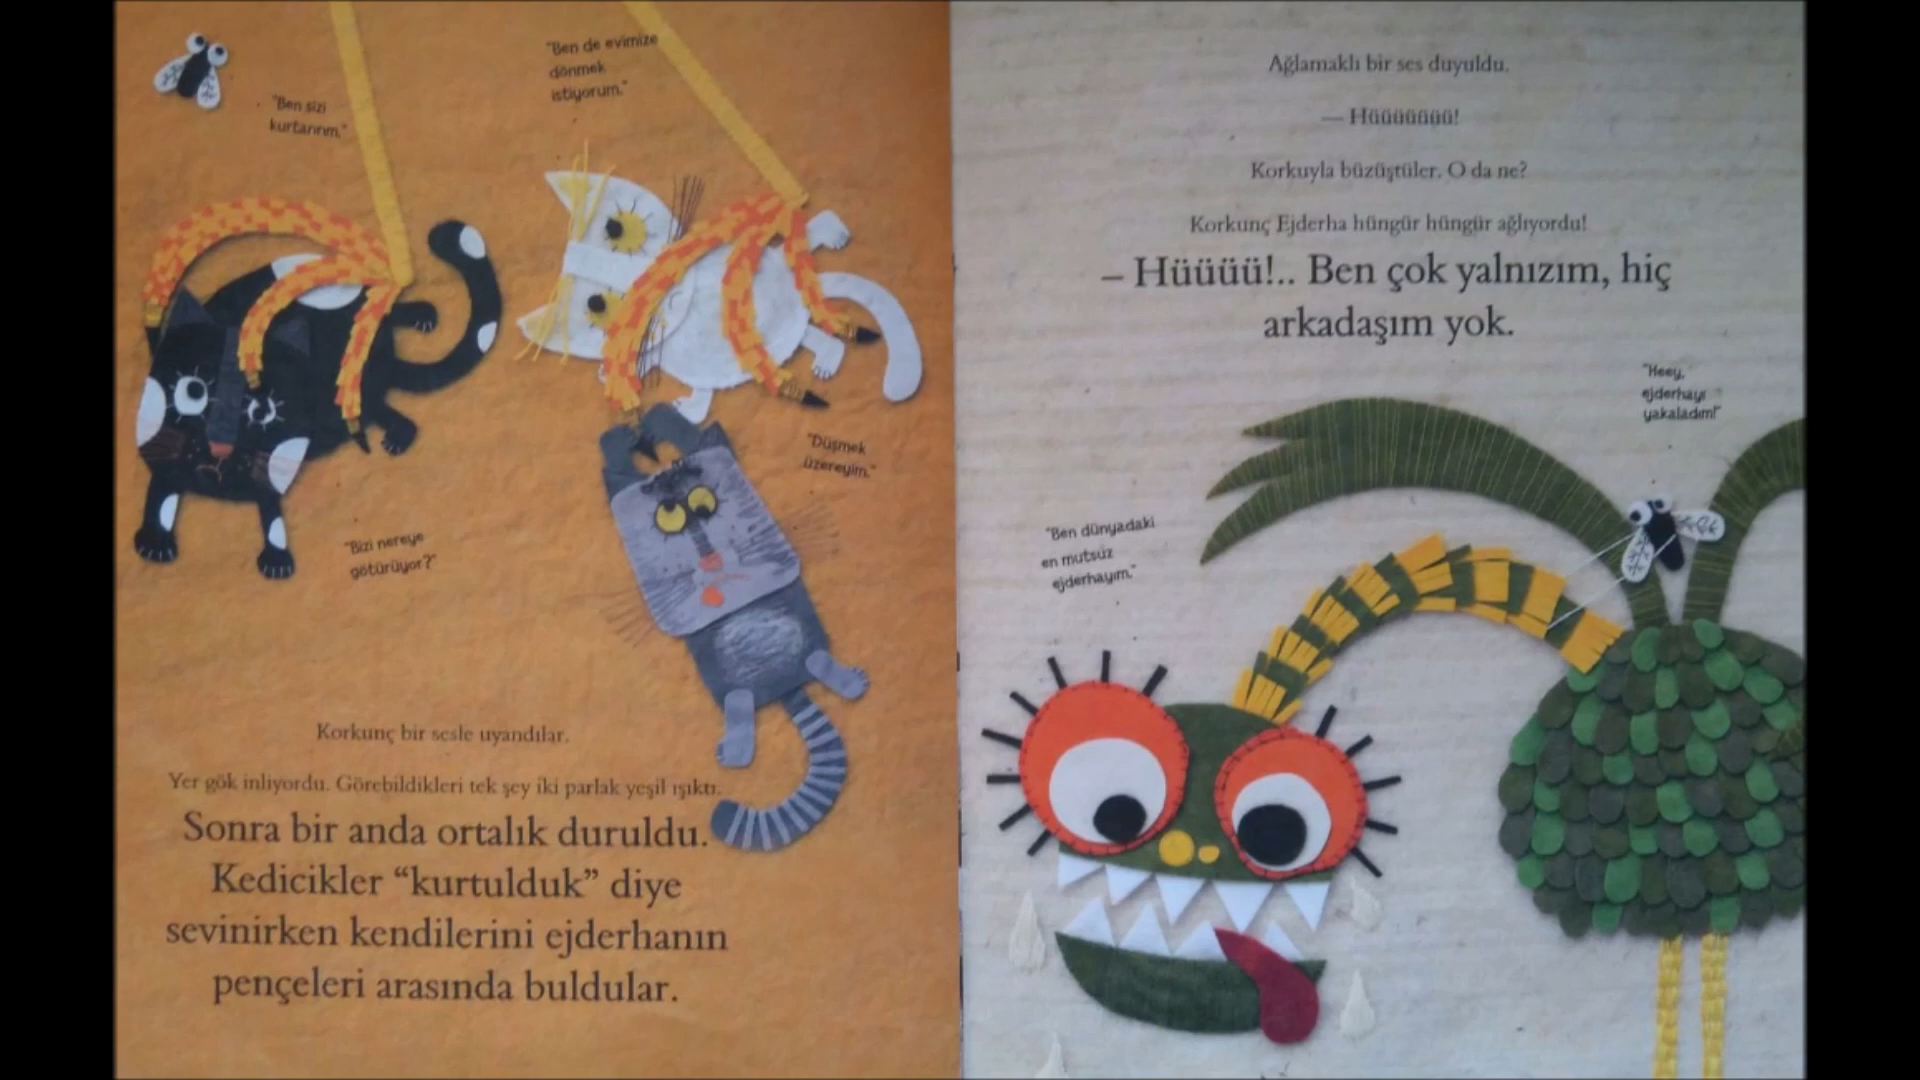 "Ben sizi
kurtarırım."
"Ben de evimize
dönmek
istiyorum."
"Düşmek
üzereyim."
"Bizi nereye
götürüyor?"
Korkunç bir sesle uyandılar.
Yer gök inliyordu. Görebildikleri tek şey iki parlak yeşil ışıktı.
Sonra bir anda ortalık duruldu.
Kedicikler “kurtulduk” diye
sevinirken kendilerini ejderhanın
pençeleri arasında buldular.
Ağlamaklı bir ses duyuldu.
— Hüüüüüüü!
Korkuyla büzüştüler. O da ne?
Korkunç Ejderha hüngür hüngür ağlıyordu!
– Hüüüü!.. Ben çok yalnızım, hiç
arkadaşım yok.
"Heey,
ejderhayı
yakaladım!"
"Ben dünyadaki
en mutsuz
ejderhayım."